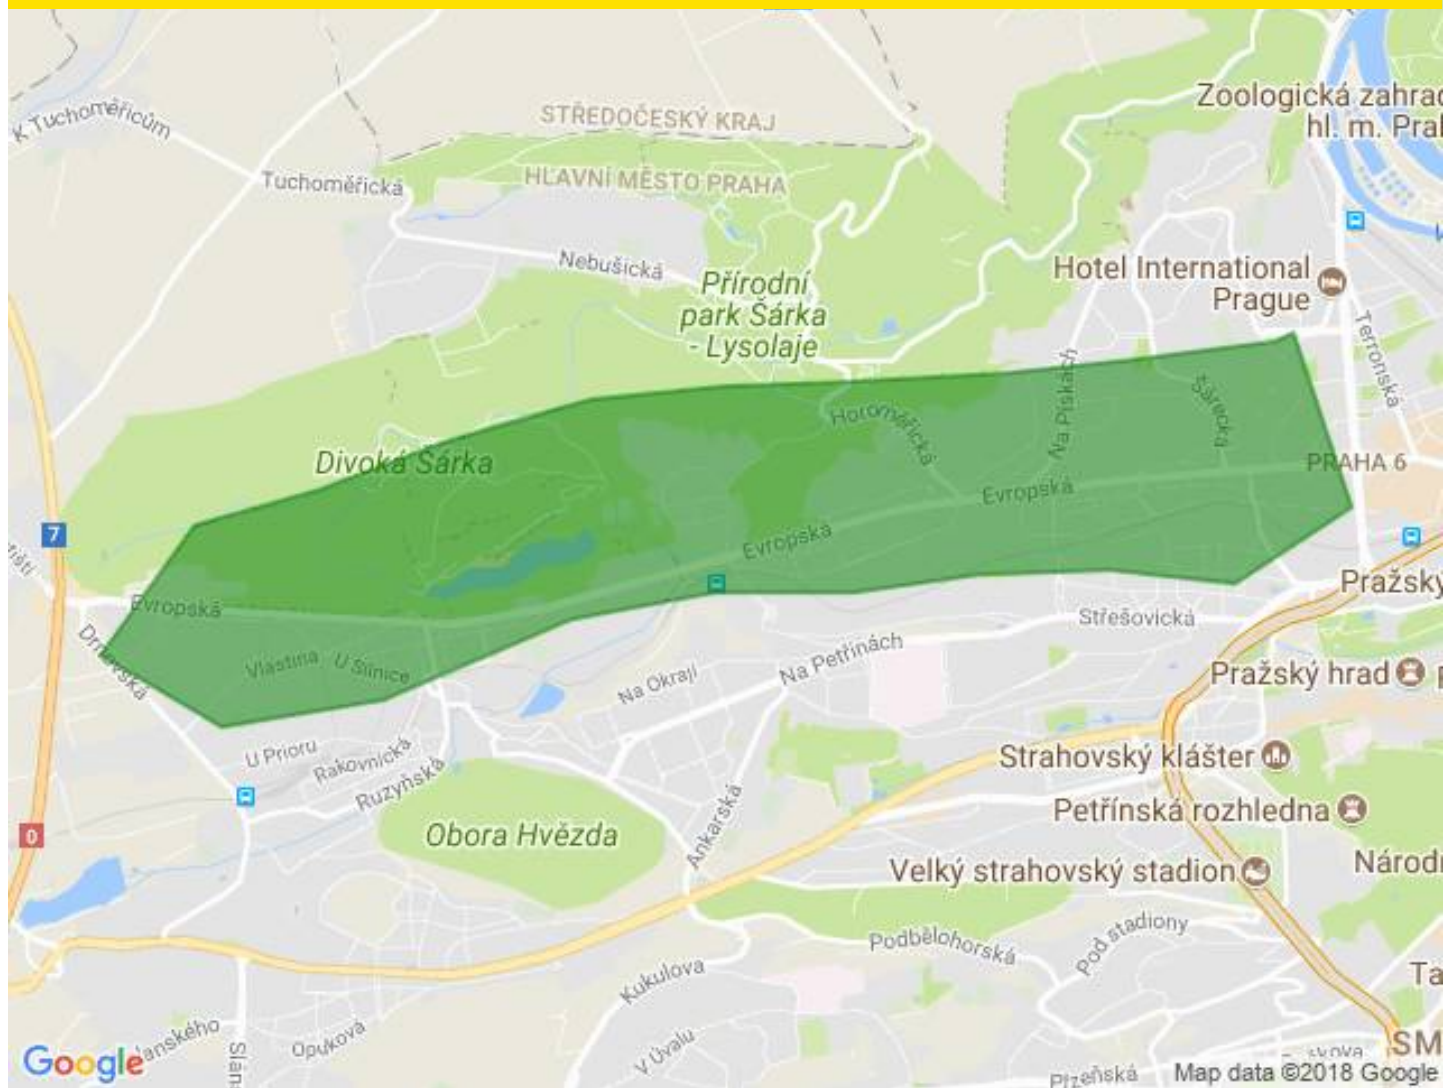 Zoologická zahrad
hl. m. Pral
K Tuchoměřicům
STŘEDOČESKÝ KRAJ
Tuchoměřická
HLAVNÍ MĚSTO PRAHA
Nebušická
Přírodní
park Šárka
- Lysolaje
Hotel International
Prague
Terronská
Na Pískách
Šárecká
Horoměřická
Divoká Šárka
PRAHA 6
Evropská
7
Evropská
Evropská
Drnovská
Pražský
Střešovická
Vlastina
U Silnice
Na Petřinách
Na Okraji
Pražský hrad
U Prioru
Rakovnická
Ruzyňská
Strahovský klášter
Petřínská rozhledna
Ankarská
0
Obora Hvězda
Velký strahovský stadion
Národn
Podbělohorská
Pod stadiony
Kukulova
Ta
Opuková
V Úvalu
Plzeňská
SM
Google
Map data ©2018 Google